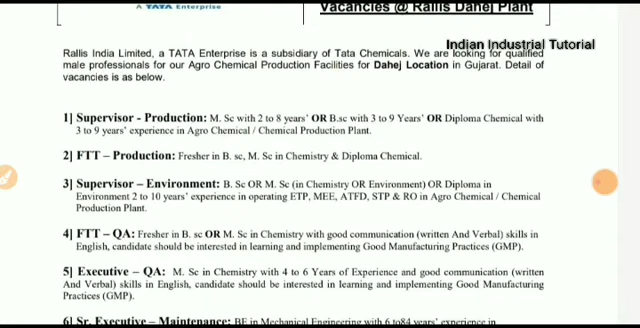 A TATA Enterprise
Vacancies @ Rallis Dahej Plant
Indian Industrial Tutorial
Rallis India Limited, a TATA Enterprise is a subsidiary of Tata Chemicals. We are looking for qualified
male professionals for our Agro Chemical Production Facilities for Dahej Location in Gujarat. Detail of
vacancies is as below.
1] Supervisor - Production: M. Sc with 2 to 8 years' OR B.sc with 3 to 9 Years' OR Diploma Chemical with
3 to 9 years' experience in Agro Chemical / Chemical Production Plant.
2] FTT – Production: Fresher in B. sc, M. Sc in Chemistry & Diploma Chemical.
3] Supervisor – Environment: B. Sc OR M. Sc (in Chemistry OR Environment) OR Diploma in
Environment 2 to 10 years' experience in operating ETP, MEE, ATFD, STP & RO in Agro Chemical / Chemical
Production Plant.
4] FTT – QA: Fresher in B. sc OR M. Sc in Chemistry with good communication (written And Verbal) skills in
English, candidate should be interested in learning and implementing Good Manufacturing Practices (GMP).
5] Executive – QA: M. Sc in Chemistry with 4 to 6 Years of Experience and good communication (written
And Verbal) skills in English, candidate should be interested in learning and implementing Good Manufacturing
Practices (GMP).
6] Sr. Executive – Maintenance: BE in Mechanical Engineering with 6 to84 years' experience in